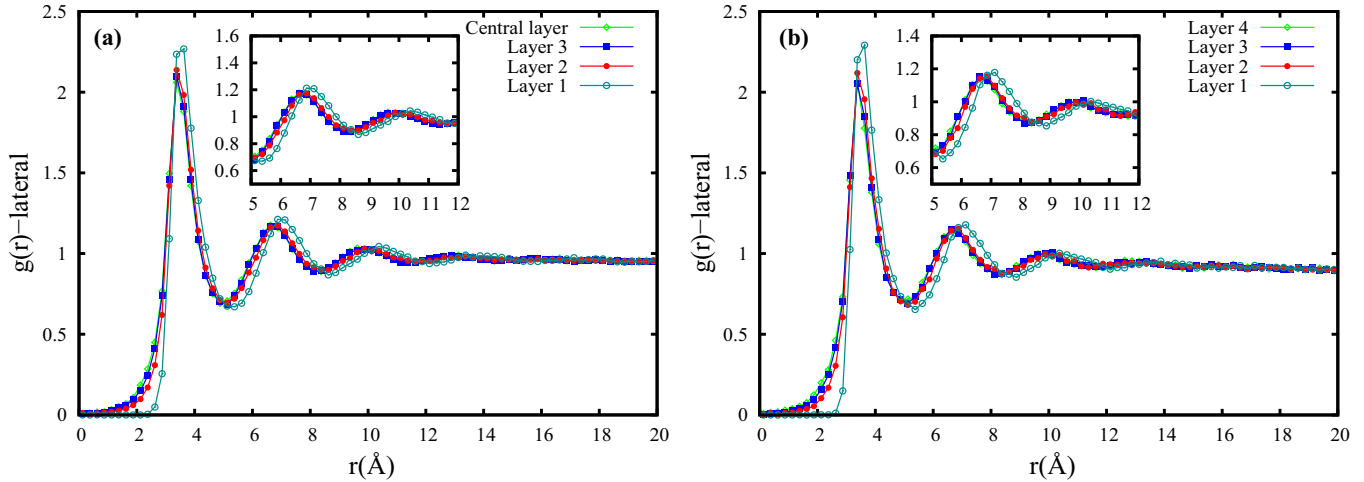 (a)
Central layer
Layer 3
Layer 2
Layer 1
g(r)−lateral
2.5
2
1.5
1
0.5
0
0 2 4 6 8 10 12 14 16 18 20
r(Å)
1.6
1.4
1.2
1.0
0.8
0.6
5 6 7 8 9 10 11 12
(b)
Layer 4
Layer 3
Layer 2
Layer 1
g(r)−lateral
2.5
2
1.5
1
0.5
0
0 2 4 6 8 10 12 14 16 18 20
r(Å)
1.4
1.2
1.0
0.8
0.6
5 6 7 8 9 10 11 12